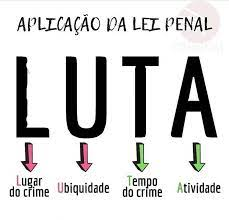 APLICAÇÃO DA LEI PENAL
LUTA
Lugar do crime
Ubiquidade
Tempo do crime
Atividade